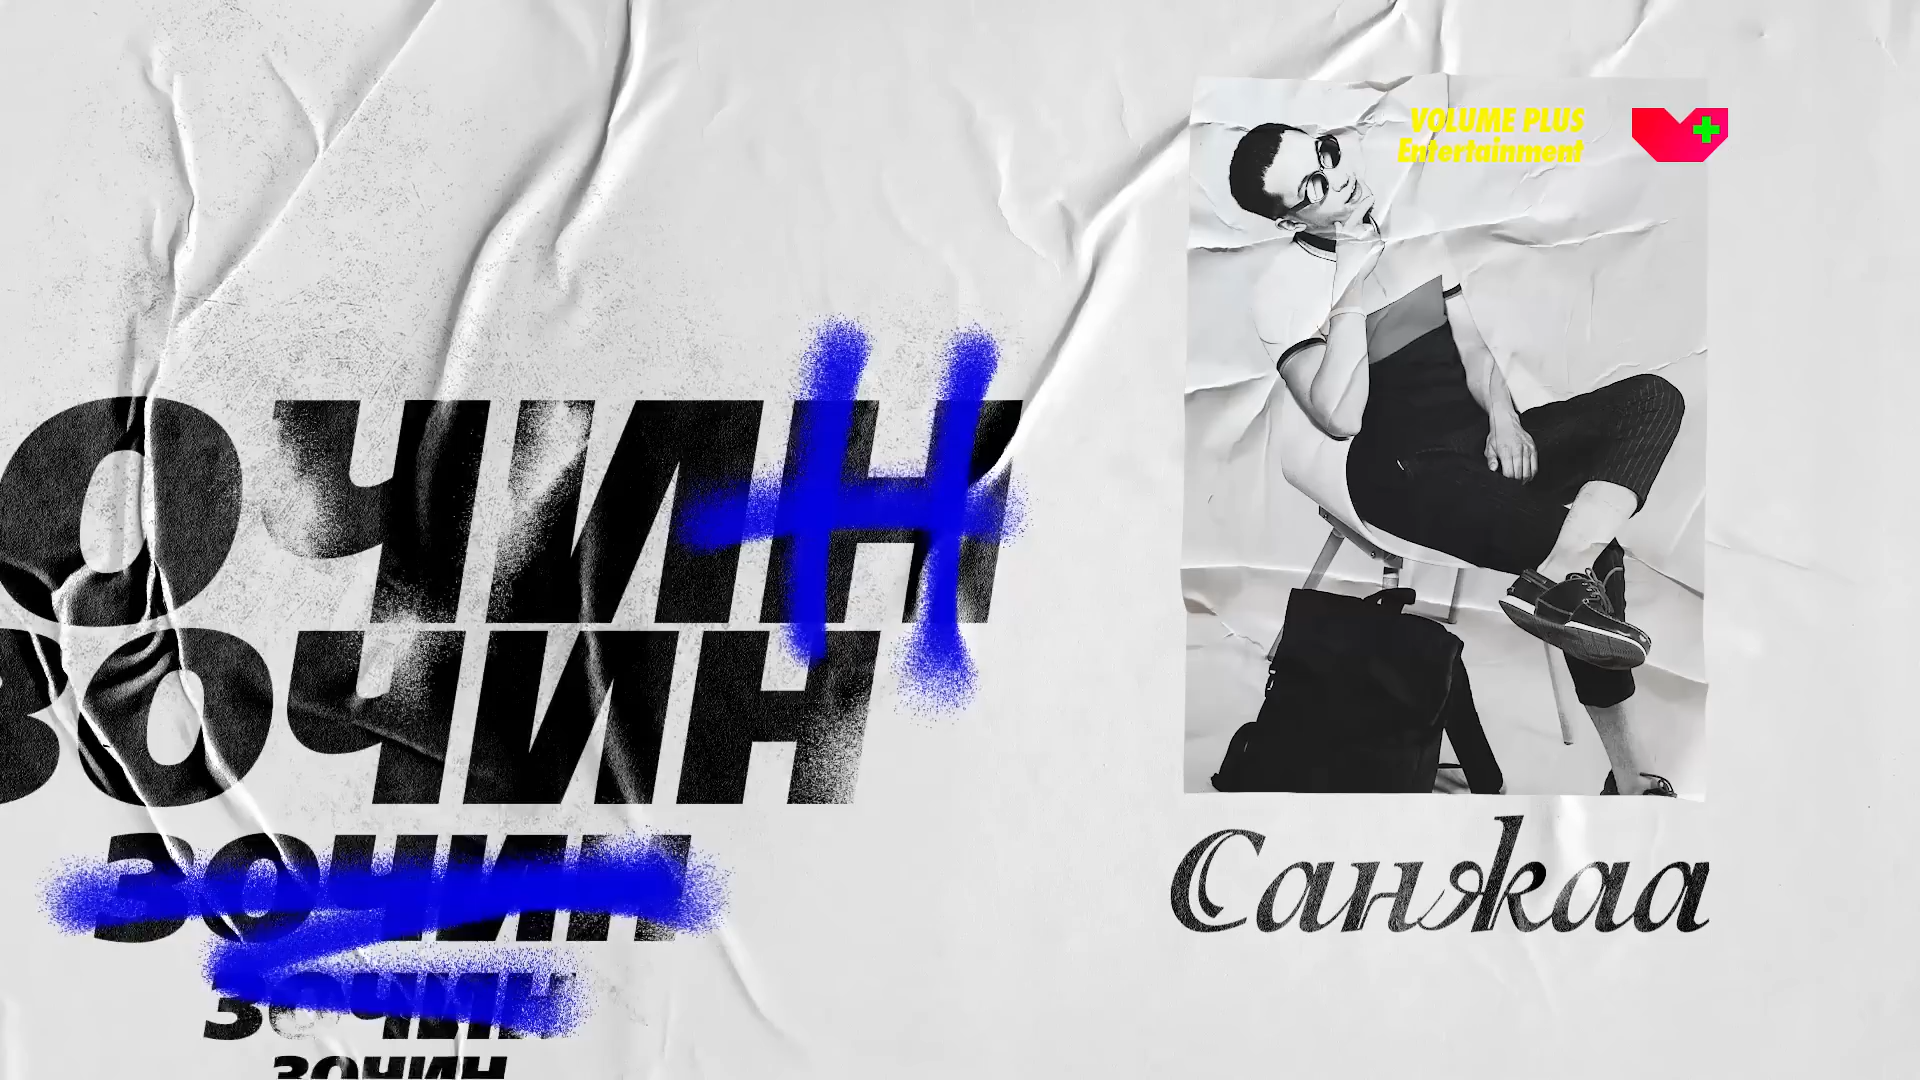 ОЧИН
ЗОЧИН
ЗОЧИН
ЗОЧИН
ЗОЧИН
VOLUME PLUS
Entertainment
Санжаа